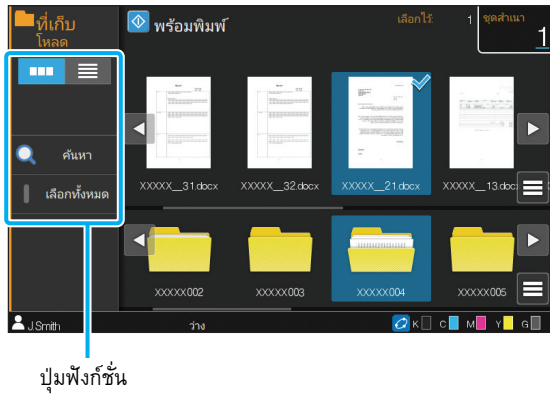 ที่เก็บ
โหลด
พร้อมพิมพ์
เลือกไว้: 1
ชุดสำเนา
1
ค้นหา
เลือกทั้งหมด
XXXXX__31.docx
XXXXX__32.docx
XXXXX__21.docx
XXXXX__13.doc
XXXXX002
XXXXX003
XXXXX004
XXXXX005
J.Smith
ว่าง
K C M Y G
ปุ่มฟังก์ชั่น